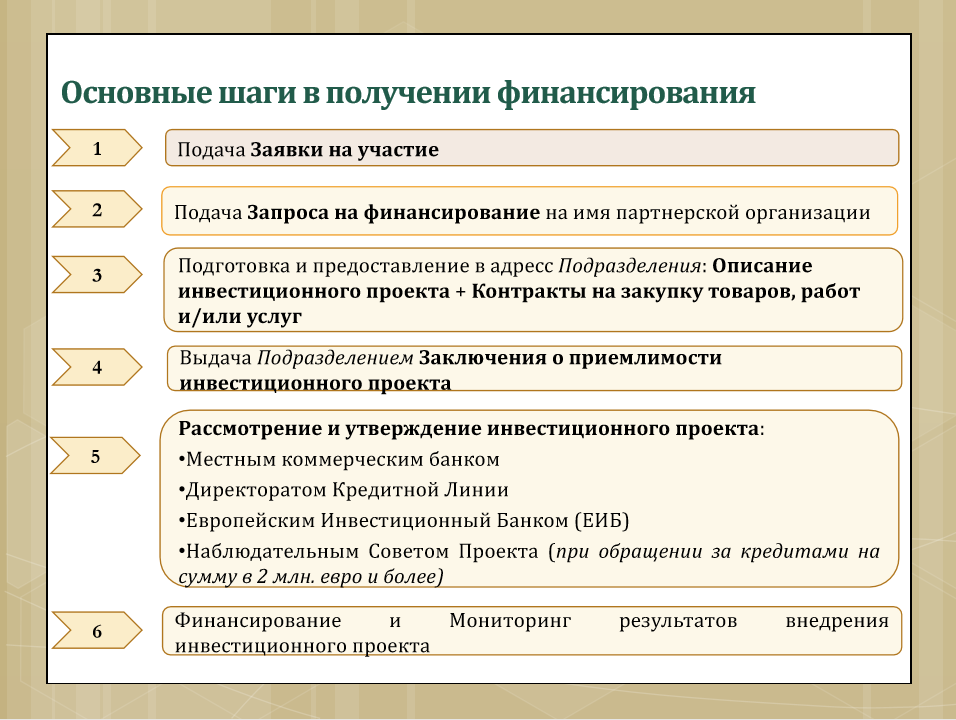 Основные шаги в получении финансирования
1
Подача Заявки на участие
2
Подача Запроса на финансирование на имя партнерской организации
3
Подготовка и предоставление в адресс Подразделения: Описание
инвестиционного проекта + Контракты на закупку товаров, работ
и/или услуг
4
Выдача Подразделением Заключения о приемлимости
инвестиционного проекта
5
Рассмотрение и утверждение инвестиционного проекта:
•Местным коммерческим банком
•Директоратом Кредитной Линии
•Европейским Инвестиционный Банком (ЕИБ)
•Наблюдательным Советом Проекта (при обращении за кредитами на
сумму в 2 млн. евро и более)
6
Финансирование и Мониторинг результатов внедрения
инвестиционного проекта